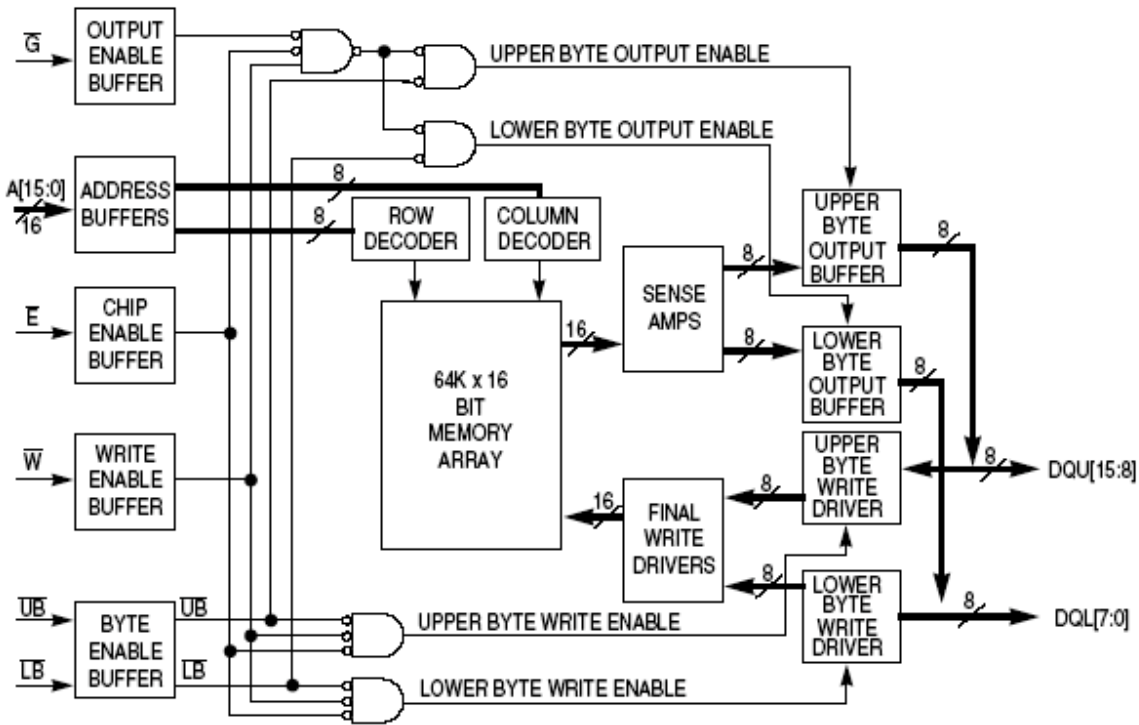 G̅
OUTPUT
ENABLE
BUFFER
UPPER BYTE OUTPUT ENABLE
LOWER BYTE OUTPUT ENABLE
A[15:0]
16
ADDRESS
BUFFERS
8
8
ROW
DECODER
COLUMN
DECODER
UPPER
BYTE
OUTPUT
BUFFER
8
E̅
CHIP
ENABLE
BUFFER
64K x 16
BIT
MEMORY
ARRAY
16
SENSE
AMPS
8
8
LOWER
BYTE
OUTPUT
BUFFER
8
W̅
WRITE
ENABLE
BUFFER
16
FINAL
WRITE
DRIVERS
8
8
UPPER
BYTE
WRITE
DRIVER
8
DQU[15:8]
U̅B̅
L̅B̅
BYTE
ENABLE
BUFFER
U̅B̅
L̅B̅
UPPER BYTE WRITE ENABLE
LOWER BYTE WRITE ENABLE
LOWER
BYTE
WRITE
DRIVER
8
DQL[7:0]